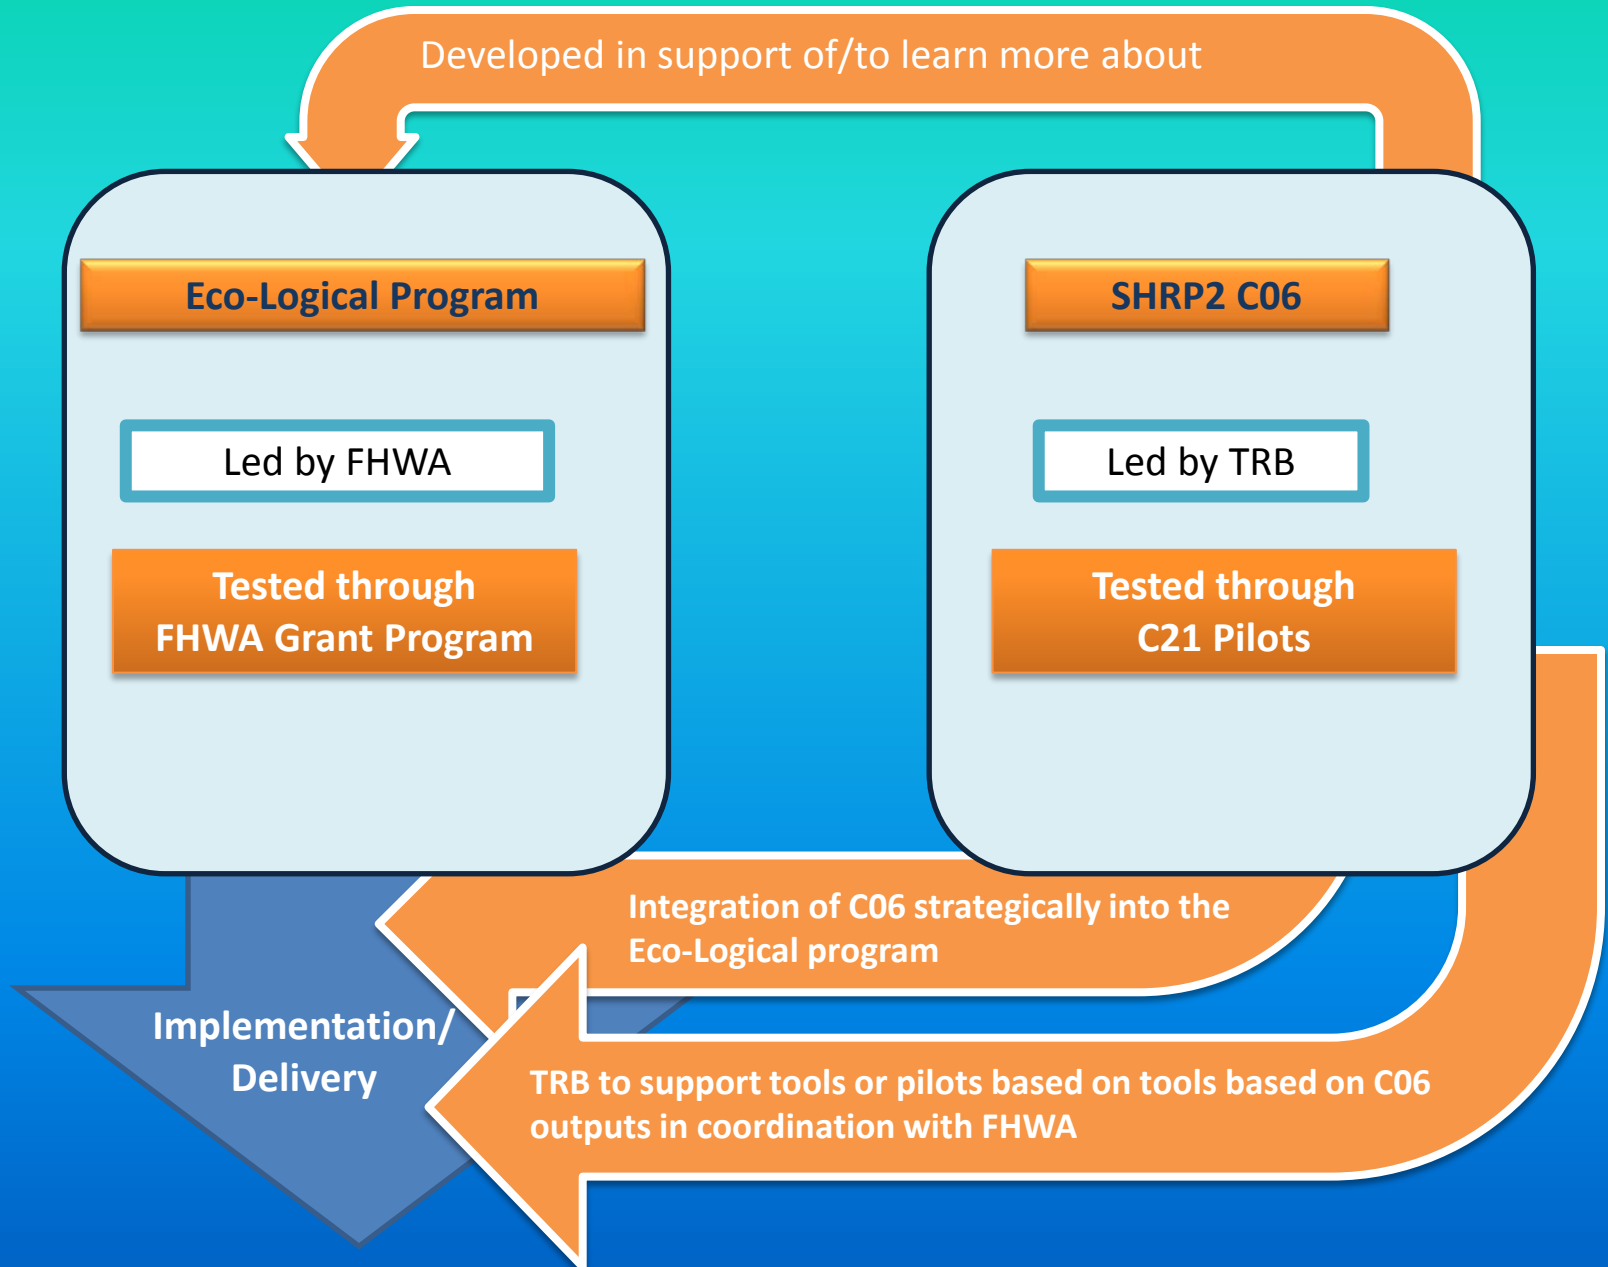 Developed in support of/to learn more about
Eco-Logical Program
Led by FHWA
Tested through
FHWA Grant Program
SHRP2 C06
Led by TRB
Tested through
C21 Pilots
Integration of C06 strategically into the
Eco-Logical program
Implementation/
Delivery
TRB to support tools or pilots based on tools based on C06
outputs in coordination with FHWA